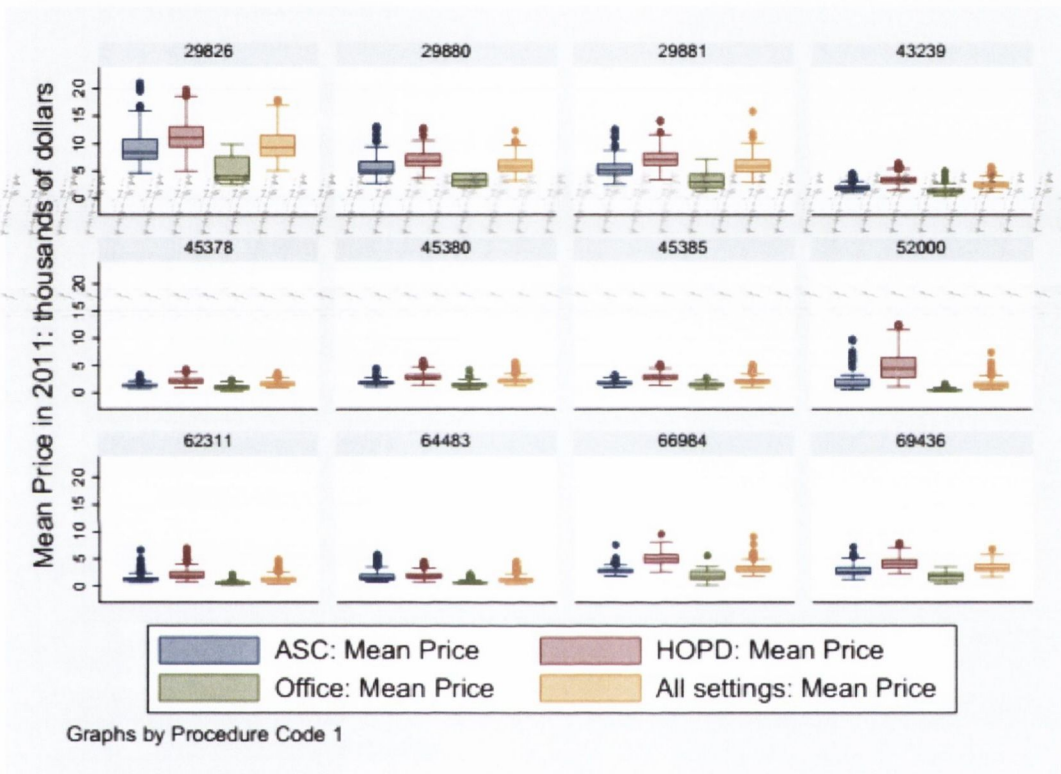 Mean Price in 2011: thousands of dollars
29826 29880 29881 43239
20
15
10
5
0
45378 45380 45385 52000
20
15
10
5
0
62311 64483 66984 69436
20
15
10
5
0
ASC: Mean Price HOPD: Mean Price
Office: Mean Price All settings: Mean Price
Graphs by Procedure Code 1